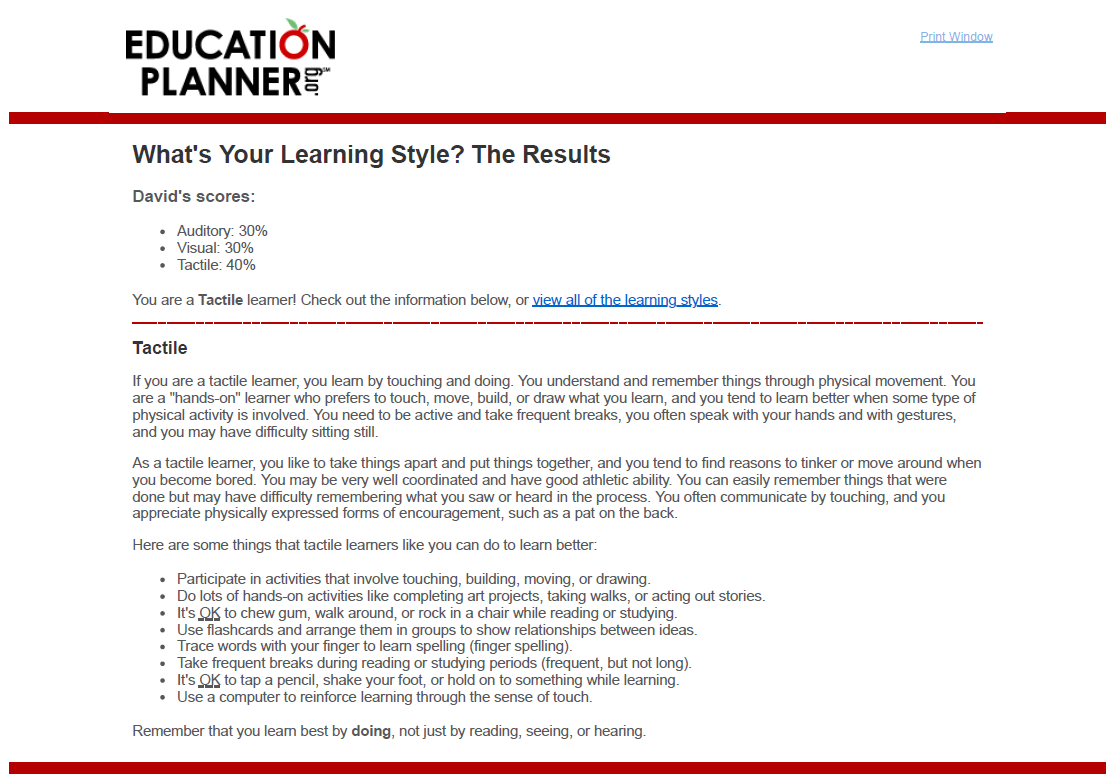 EDUCATION
PLANNER.org℠
Print Window
What's Your Learning Style? The Results
David's scores:
• Auditory: 30%
• Visual: 30%
• Tactile: 40%
You are a Tactile learner! Check out the information below, or view all of the learning styles.
Tactile
If you are a tactile learner, you learn by touching and doing. You understand and remember things through physical movement. You
are a "hands-on" learner who prefers to touch, move, build, or draw what you learn, and you tend to learn better when some type of
physical activity is involved. You need to be active and take frequent breaks, you often speak with your hands and with gestures,
and you may have difficulty sitting still.
As a tactile learner, you like to take things apart and put things together, and you tend to find reasons to tinker or move around when
you become bored. You may be very well coordinated and have good athletic ability. You can easily remember things that were
done but may have difficulty remembering what you saw or heard in the process. You often communicate by touching, and you
appreciate physically expressed forms of encouragement, such as a pat on the back.
Here are some things that tactile learners like you can do to learn better:
• Participate in activities that involve touching, building, moving, or drawing.
• Do lots of hands-on activities like completing art projects, taking walks, or acting out stories.
• It's OK to chew gum, walk around, or rock in a chair while reading or studying.
• Use flashcards and arrange them in groups to show relationships between ideas.
• Trace words with your finger to learn spelling (finger spelling).
• Take frequent breaks during reading or studying periods (frequent, but not long).
• It's OK to tap a pencil, shake your foot, or hold on to something while learning.
• Use a computer to reinforce learning through the sense of touch.
Remember that you learn best by doing, not just by reading, seeing, or hearing.